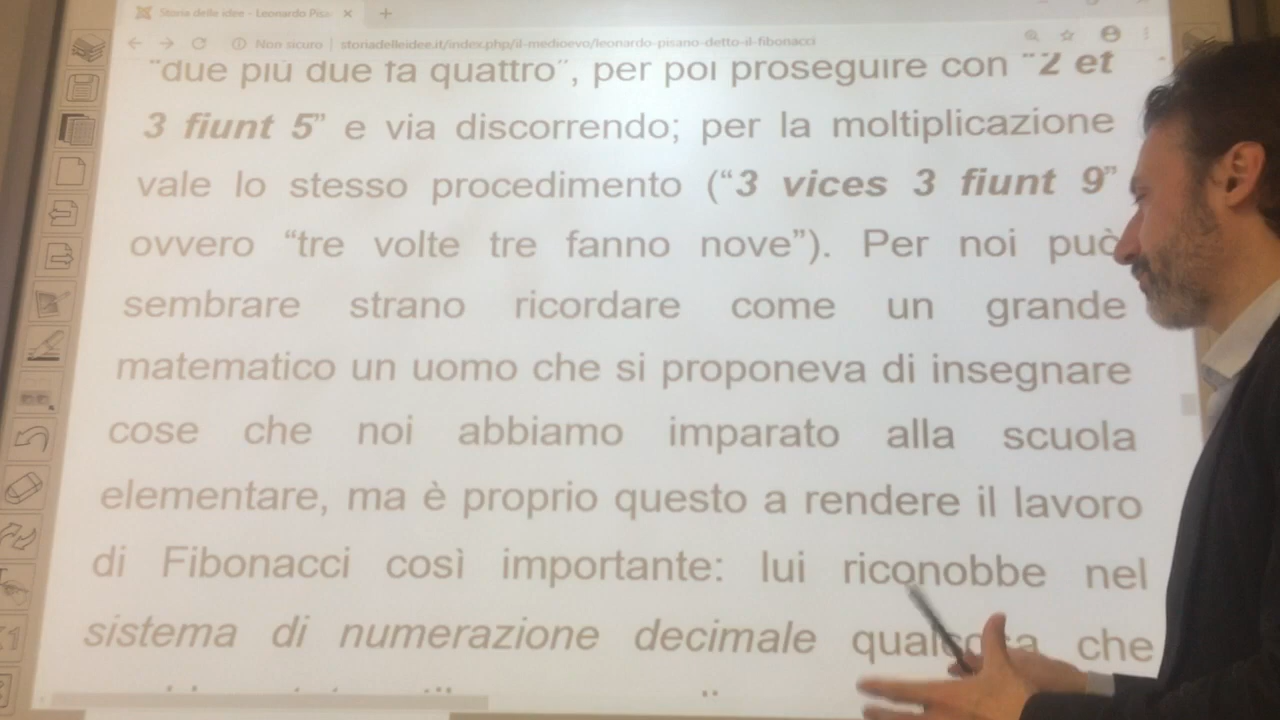 Storia delle idee - Leonardo Pisa
Non sicuro | storiadelleidee.it/index.php/il-medioevo/leonardo-pisano-detto-il-fibonacci
"due più due fa quattro", per poi proseguire con "2 et
3 fiunt 5" e via discorrendo; per la moltiplicazione
vale lo stesso procedimento ("3 vices 3 fiunt 9"
ovvero "tre volte tre fanno nove"). Per noi può
sembrare strano ricordare come un grande
matematico un uomo che si proponeva di insegnare
cose che noi abbiamo imparato alla scuola
elementare, ma è proprio questo a rendere il lavoro
di Fibonacci così importante: lui riconobbe nel
sistema di numerazione decimale qualcosa che